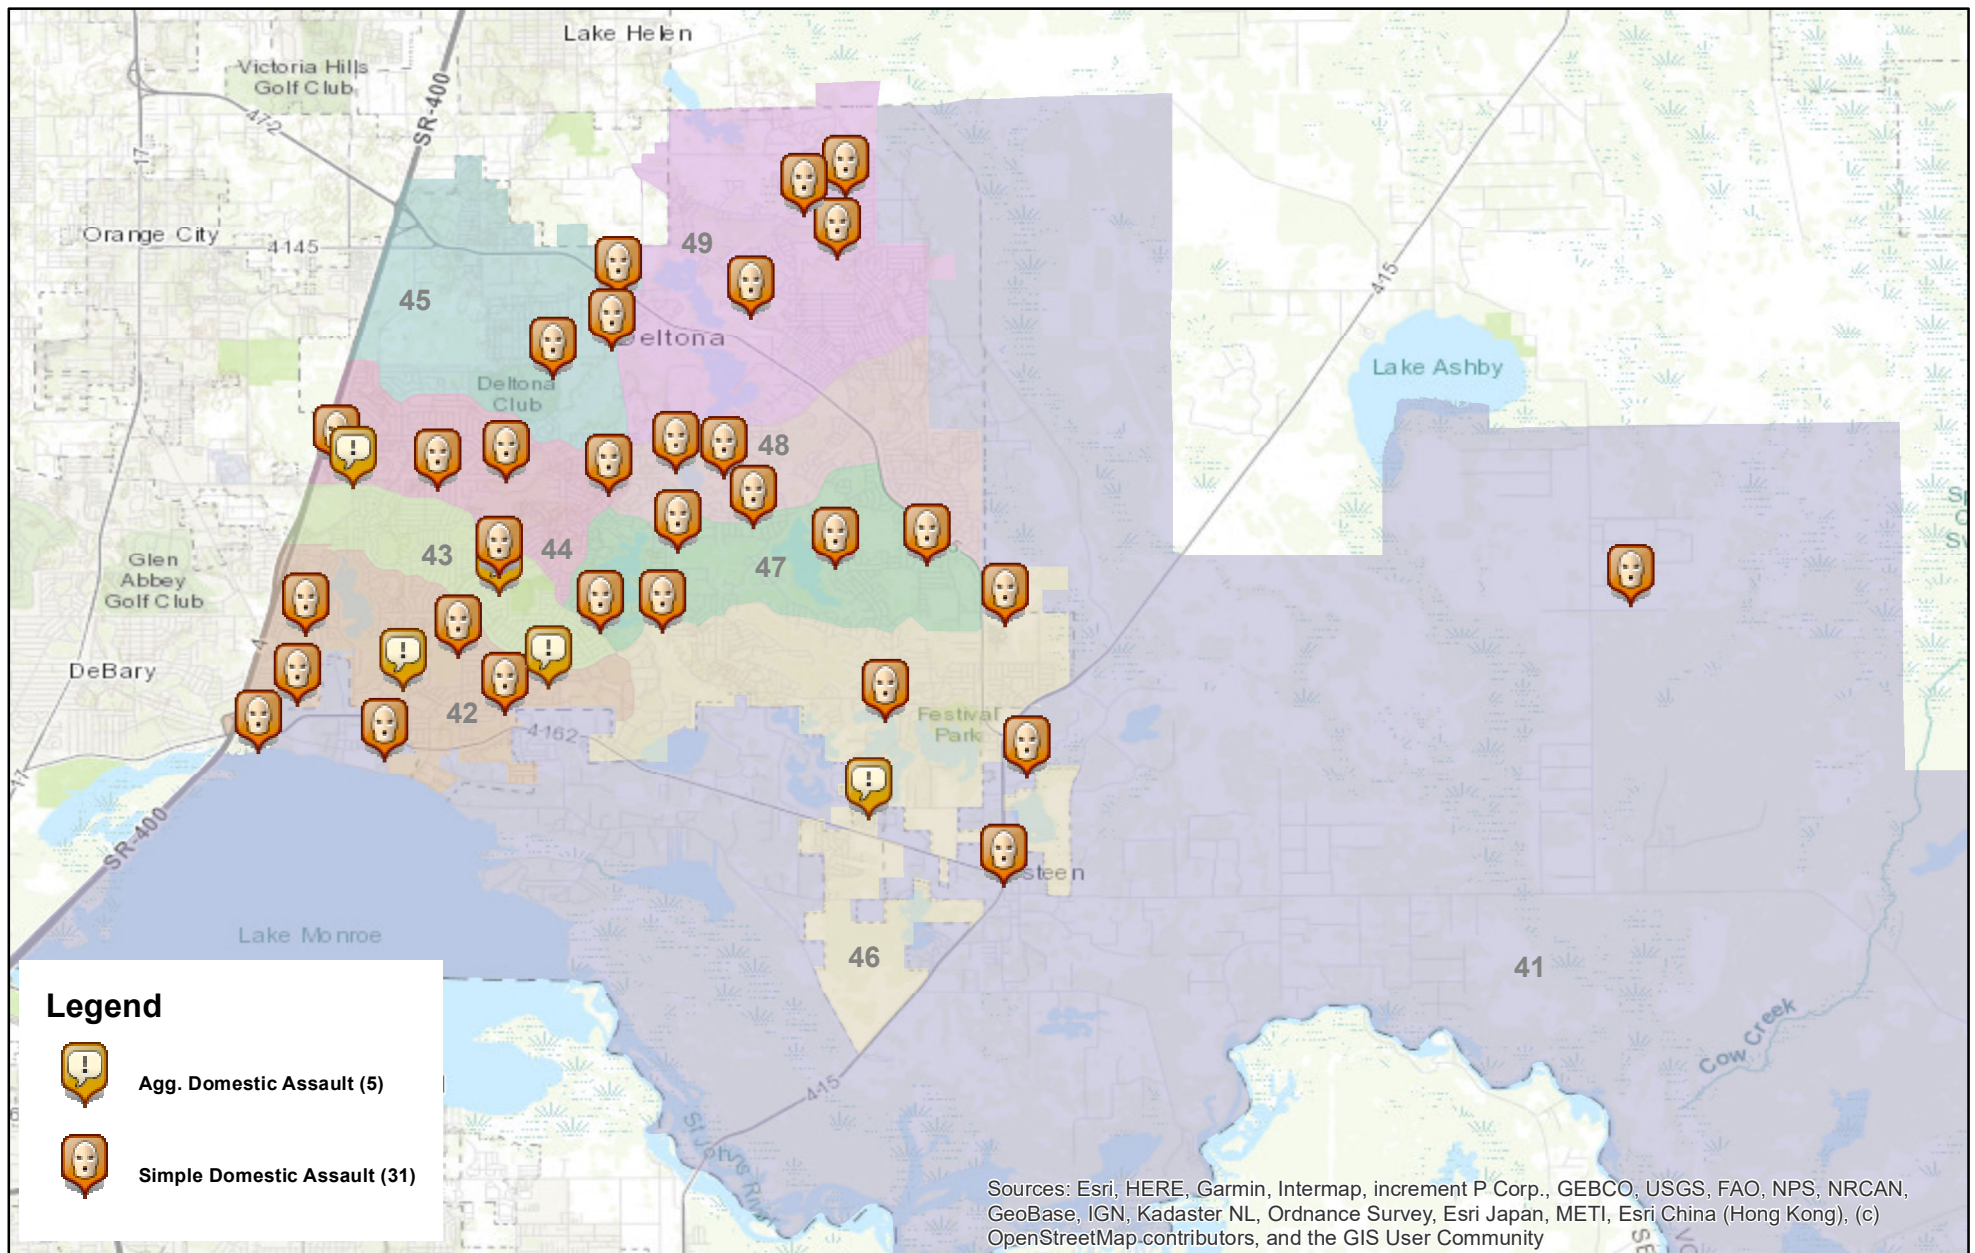 Lake Helen
Victoria Hills
Golf Club
SR-400
472
17
Orange City
4145
49
45
415
eltona
Lake Ashby
Deltona
Club
48
43
44
47
Glen
Abbey
Golf Club
DeBary
42
4162
Festival
Park
17
SR-400
steen
Lake Monroe
46
41
Cow Creek
415
St Johns River
Legend
Agg. Domestic Assault (5)
Simple Domestic Assault (31)
Sources: Esri, HERE, Garmin, Intermap, increment P Corp., GEBCO, USGS, FAO, NPS, NRCAN,
GeoBase, IGN, Kadaster NL, Ordnance Survey, Esri Japan, METI, Esri China (Hong Kong), (c)
OpenStreetMap contributors, and the GIS User Community